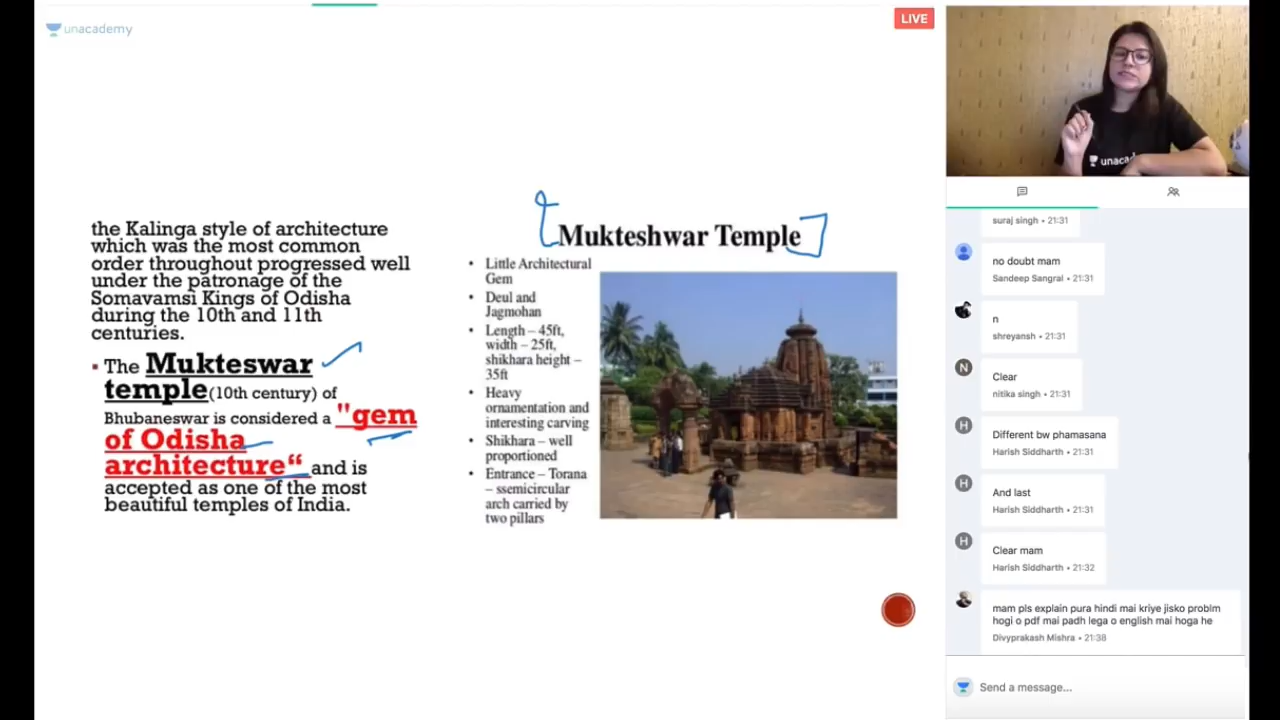 unacademy
LIVE
the Kalinga style of architecture
which was the most common
order throughout progressed well
under the patronage of the
Somavamsi Kings of Odisha
during the 10th and 11th
centuries.
The Mukteswar
temple(10th century) of
Bhubaneswar is considered a "gem
of Odisha
architecture“ and is
accepted as one of the most
beautiful temples of India.
Mukteshwar Temple
• Little Architectural
Gem
• Deul and
Jagmohan
• Length – 45ft,
width – 25ft,
shikhara height –
35ft
• Heavy
ornamentation and
interesting carving
• Shikhara – well
proportioned
• Entrance – Torana
– ssemicircular
arch carried by
two pillars
suraj singh • 21:31
no doubt mam
Sandeep Sangral • 21:31
n
shreyansh • 21:31
N
Clear
nitika singh • 21:31
H
Different bw phamasana
Harish Siddharth • 21:31
H
And last
Harish Siddharth • 21:31
H
Clear mam
Harish Siddharth • 21:32
mam pls explain pura hindi mai kriye jisko problm
hogi o pdf mai padh lega o english mai hoga he
Divyprakash Mishra • 21:38
Send a message...